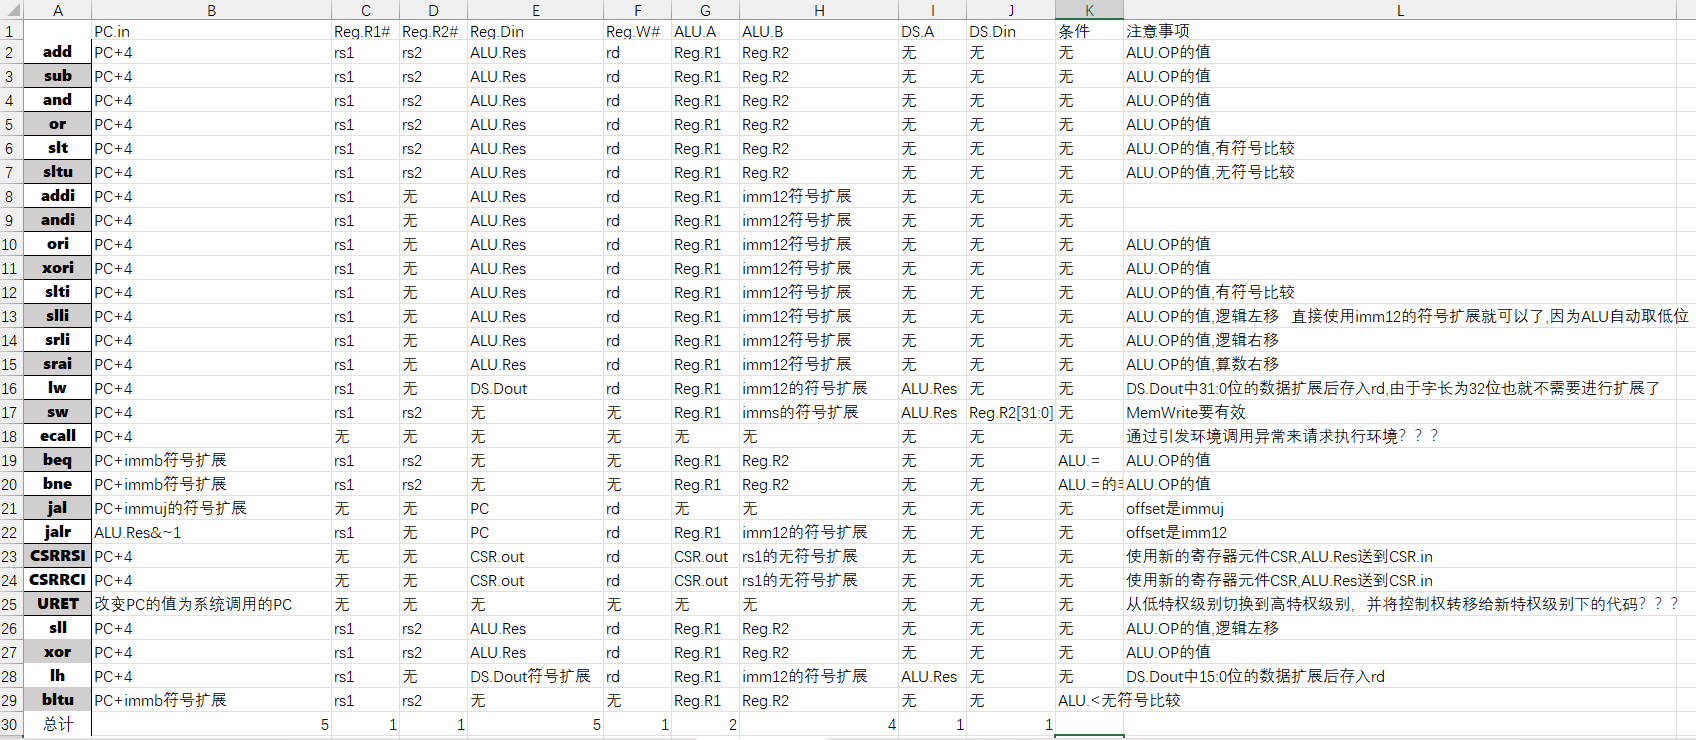 A B C D E F G H I J K L
1 PC.in Reg.R1# Reg.R2# Reg.Din Reg.W# ALU.A ALU.B DS.A DS.Din 条件 注意事项
2 add PC+4 rs1 rs2 ALU.Res rd Reg.R1 Reg.R2 无 无 无 ALU.OP的值
3 sub PC+4 rs1 rs2 ALU.Res rd Reg.R1 Reg.R2 无 无 无 ALU.OP的值
4 and PC+4 rs1 rs2 ALU.Res rd Reg.R1 Reg.R2 无 无 无 ALU.OP的值
5 or PC+4 rs1 rs2 ALU.Res rd Reg.R1 Reg.R2 无 无 无 ALU.OP的值
6 slt PC+4 rs1 rs2 ALU.Res rd Reg.R1 Reg.R2 无 无 无 ALU.OP的值,有符号比较
7 sltu PC+4 rs1 rs2 ALU.Res rd Reg.R1 Reg.R2 无 无 无 ALU.OP的值,无符号比较
8 addi PC+4 rs1 无 ALU.Res rd Reg.R1 imm12符号扩展 无 无 无
9 andi PC+4 rs1 无 ALU.Res rd Reg.R1 imm12符号扩展 无 无 无
10 ori PC+4 rs1 无 ALU.Res rd Reg.R1 imm12符号扩展 无 无 无 ALU.OP的值
11 xori PC+4 rs1 无 ALU.Res rd Reg.R1 imm12符号扩展 无 无 无 ALU.OP的值
12 slti PC+4 rs1 无 ALU.Res rd Reg.R1 imm12符号扩展 无 无 无 ALU.OP的值,有符号比较
13 slli PC+4 rs1 无 ALU.Res rd Reg.R1 imm12符号扩展 无 无 无 ALU.OP的值,逻辑左移 直接使用imm12的符号扩展就可以了,因为ALU自动取低位
14 srli PC+4 rs1 无 ALU.Res rd Reg.R1 imm12符号扩展 无 无 无 ALU.OP的值,逻辑右移
15 srai PC+4 rs1 无 ALU.Res rd Reg.R1 imm12符号扩展 无 无 无 ALU.OP的值,算数右移
16 lw PC+4 rs1 无 DS.Dout rd Reg.R1 imm12的符号扩展 ALU.Res 无 无 DS.Dout中31:0位的数据扩展后存入rd,由于字长为32位也就不需要进行扩展了
17 sw PC+4 rs1 rs2 无 无 Reg.R1 imms的符号扩展 ALU.Res Reg.R2[31:0] 无 MemWrite要有效
18 ecall PC+4 无 无 无 无 无 无 无 无 无 通过引发环境调用异常来请求执行环境？？？
19 beq PC+immb符号扩展 rs1 rs2 无 无 Reg.R1 Reg.R2 无 无 ALU.= ALU.OP的值
20 bne PC+immb符号扩展 rs1 rs2 无 无 Reg.R1 Reg.R2 无 无 ALU.=的 ALU.OP的值
21 jal PC+immuj的符号扩展 无 无 PC rd 无 无 无 无 无 offset是immuj
22 jalr ALU.Res&~1 rs1 无 PC rd Reg.R1 imm12的符号扩展 无 无 无 offset是imm12
23 CSRRSI PC+4 无 无 CSR.out rd CSR.out rs1的无符号扩展 无 无 无 使用新的寄存器元件CSR,ALU.Res送到CSR.in
24 CSRRCI PC+4 无 无 CSR.out rd CSR.out rs1的无符号扩展 无 无 无 使用新的寄存器元件CSR,ALU.Res送到CSR.in
25 URET 改变PC的值为系统调用的PC 无 无 无 无 无 无 无 无 无 从低特权级别切换到高特权级别，并将控制权转移给新特权级别下的代码？？？
26 sll PC+4 rs1 rs2 ALU.Res rd Reg.R1 Reg.R2 无 无 无 ALU.OP的值,逻辑左移
27 xor PC+4 rs1 rs2 ALU.Res rd Reg.R1 Reg.R2 无 无 无 ALU.OP的值
28 lh PC+4 rs1 无 DS.Dout符号扩展 rd Reg.R1 imm12的符号扩展 ALU.Res 无 无 DS.Dout中15:0位的数据扩展后存入rd
29 bltu PC+immb符号扩展 rs1 rs2 无 无 Reg.R1 Reg.R2 无 无 ALU.<无符号比较
30 总计 5 1 1 5 1 2 4 1 1